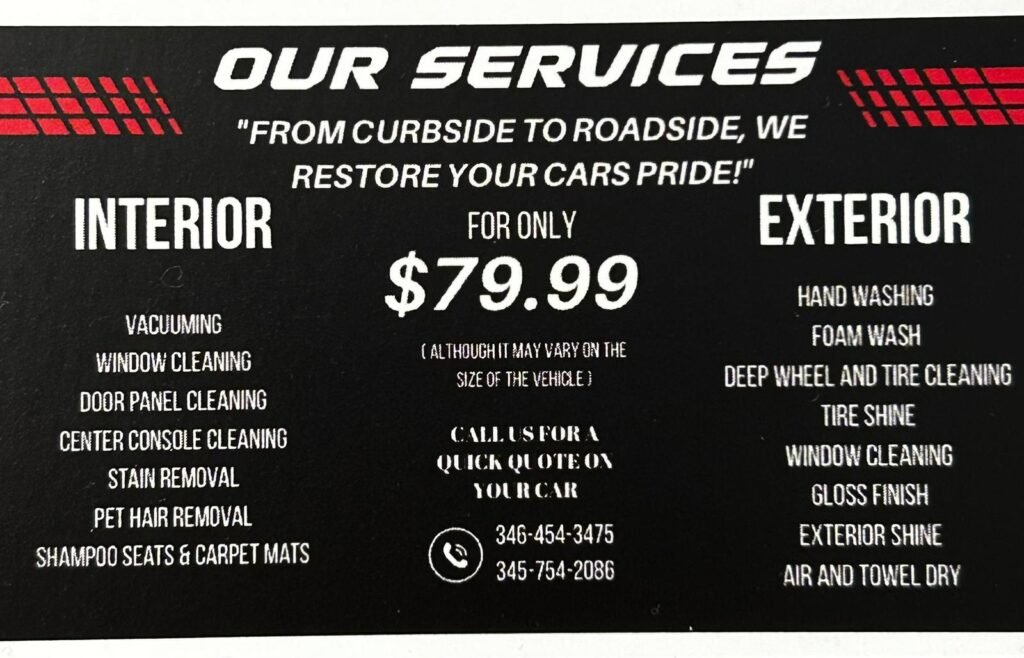 OUR SERVICES
"FROM CURBSIDE TO ROADSIDE, WE
RESTORE YOUR CARS PRIDE!"
INTERIOR
VACUUMING
WINDOW CLEANING
DOOR PANEL CLEANING
CENTER CONSOLE CLEANING
STAIN REMOVAL
PET HAIR REMOVAL
SHAMPOO SEATS & CARPET MATS
FOR ONLY
$79.99
( ALTHOUGH IT MAY VARY ON THE
SIZE OF THE VEHICLE )
CALL US FOR A
QUICK QUOTE ON
YOUR CAR
346-454-3475
345-754-2086
EXTERIOR
HAND WASHING
FOAM WASH
DEEP WHEEL AND TIRE CLEANING
TIRE SHINE
WINDOW CLEANING
GLOSS FINISH
EXTERIOR SHINE
AIR AND TOWEL DRY